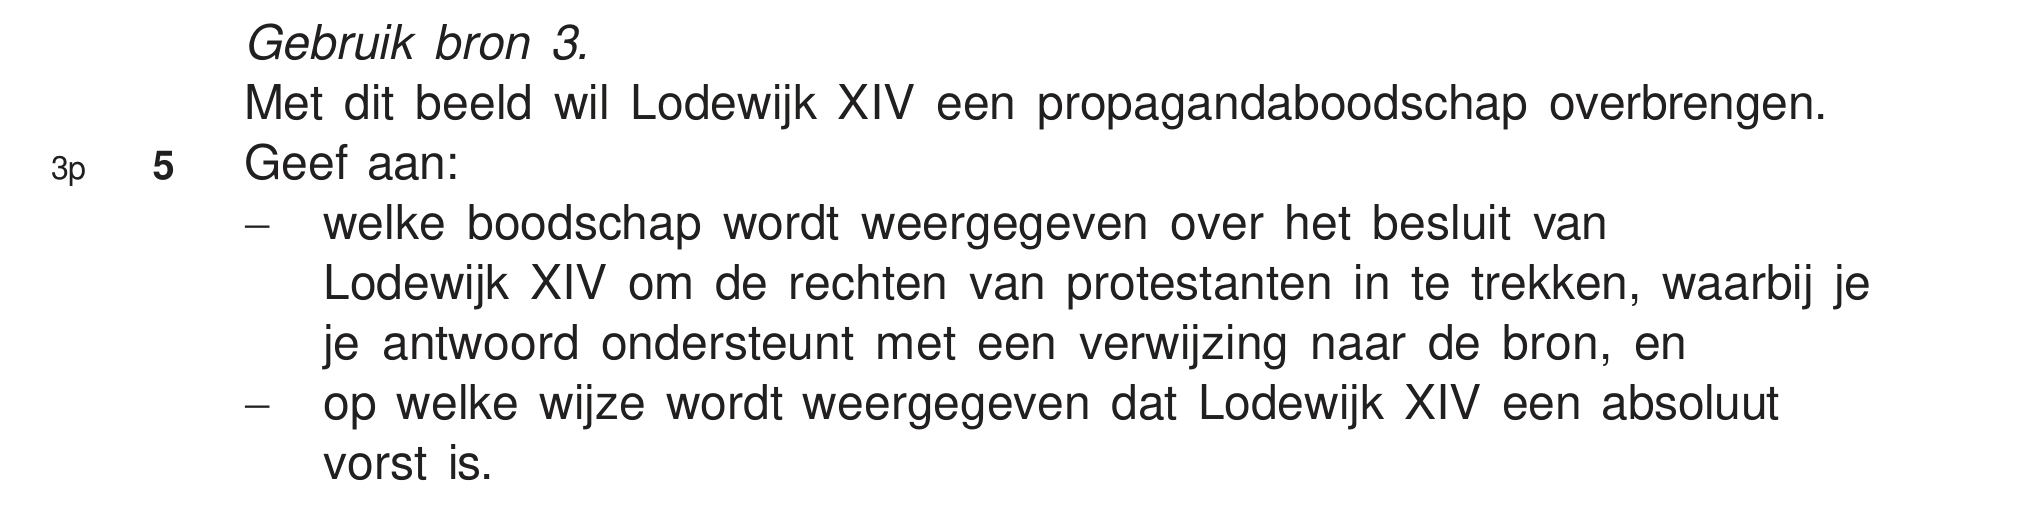 Gebruik bron 3.
Met dit beeld wil Lodewijk XIV een propagandaboodschap overbrengen.
3p 5 Geef aan:
– welke boodschap wordt weergegeven over het besluit van
Lodewijk XIV om de rechten van protestanten in te trekken, waarbij je
je antwoord ondersteunt met een verwijzing naar de bron, en
– op welke wijze wordt weergegeven dat Lodewijk XIV een absoluut
vorst is.